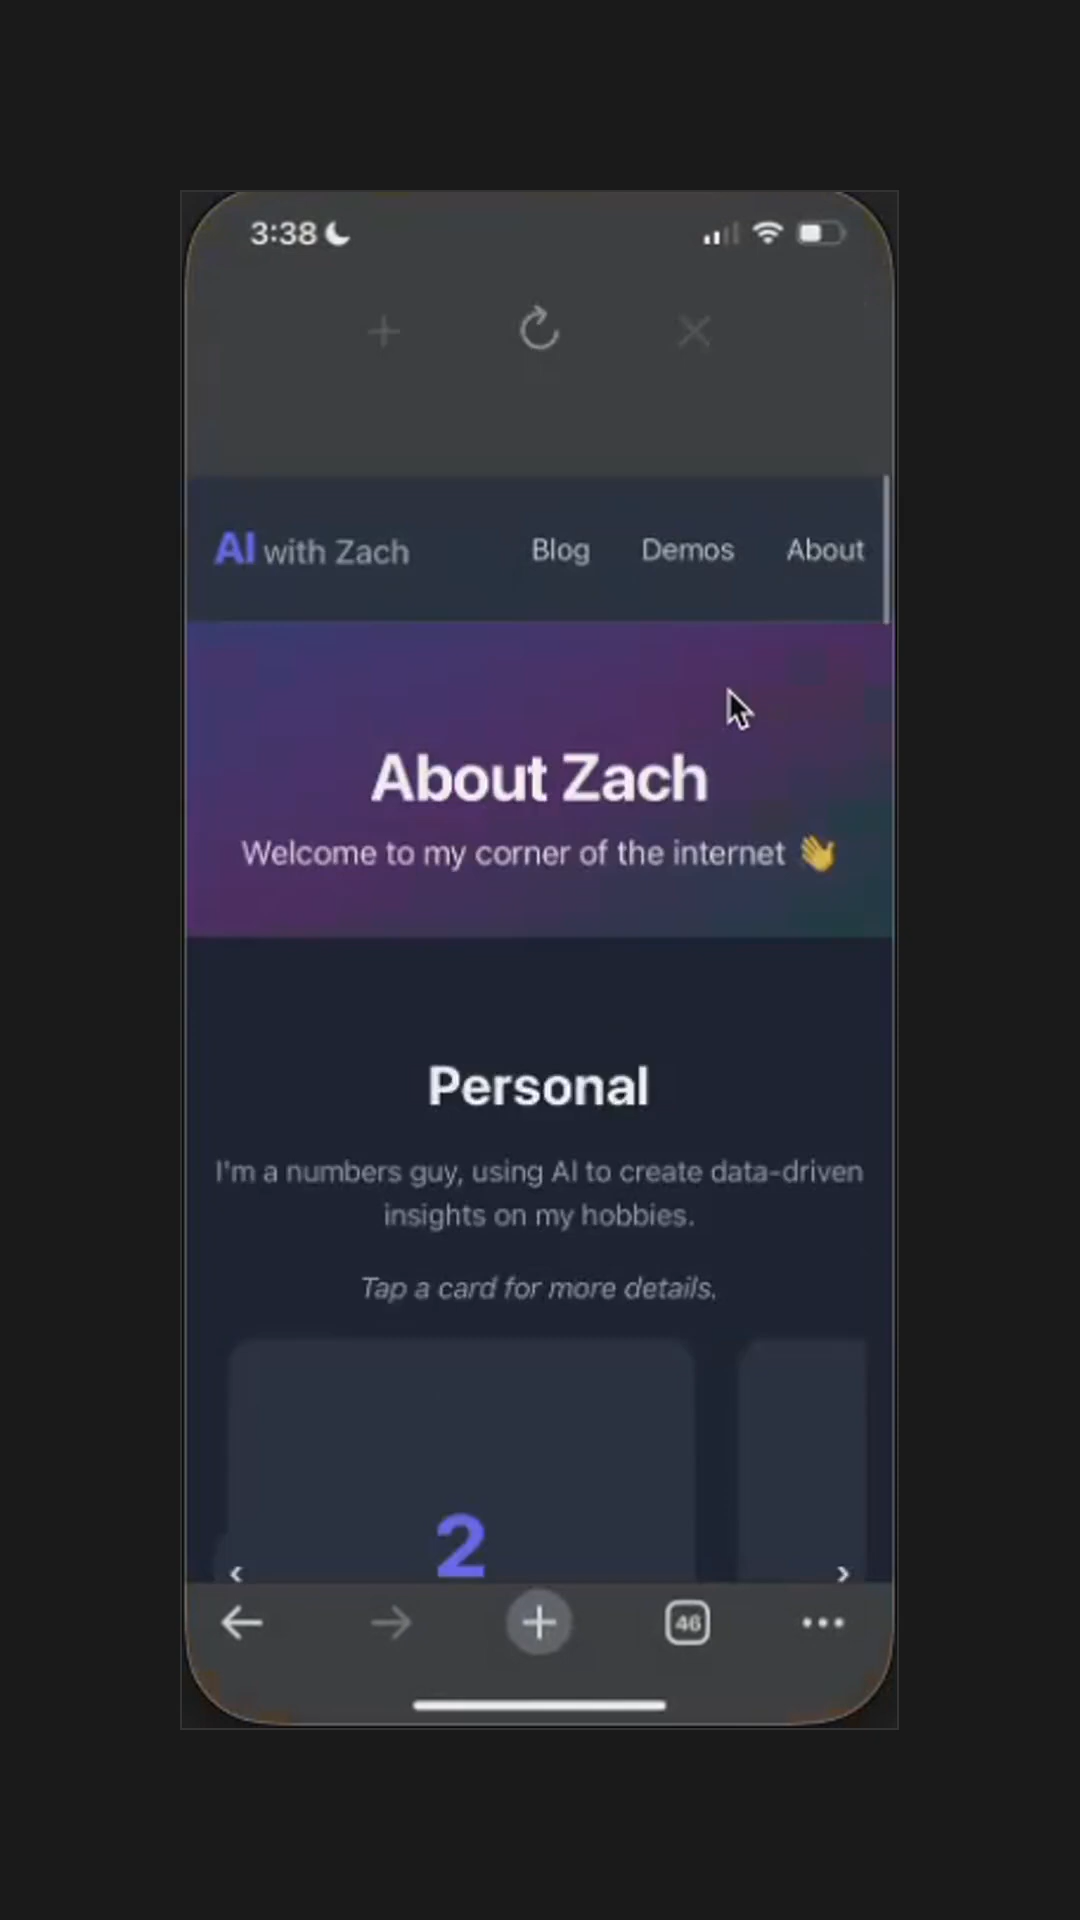 3:38
AI with Zach Blog Demos About
About Zach
Welcome to my corner of the internet 👋
Personal
I'm a numbers guy, using AI to create data-driven
insights on my hobbies.
Tap a card for more details.
2
46